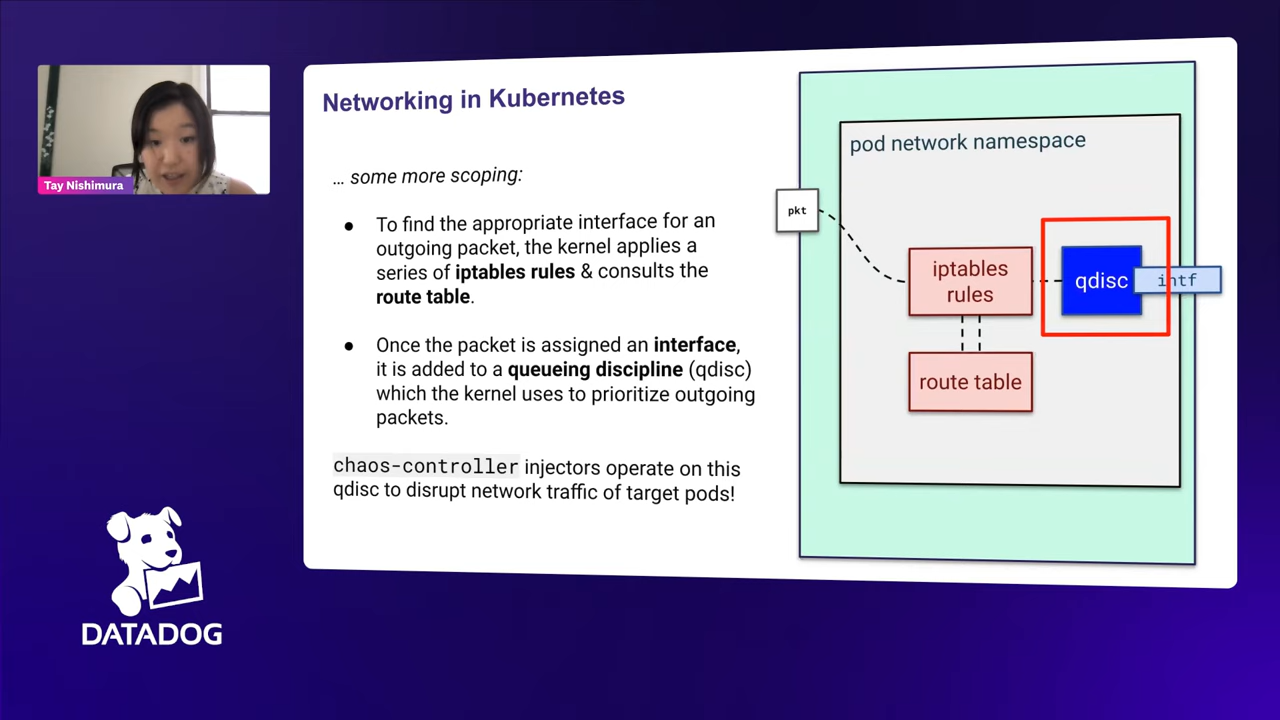 Networking in Kubernetes
Tay Nishimura
… some more scoping:
● To find the appropriate interface for an
outgoing packet, the kernel applies a
series of iptables rules & consults the
route table.
● Once the packet is assigned an interface,
it is added to a queueing discipline (qdisc)
which the kernel uses to prioritize outgoing
packets.
chaos-controller injectors operate on this
qdisc to disrupt network traffic of target pods!
pod network namespace
pkt
iptables
rules
qdisc
intf
route table
DATADOG